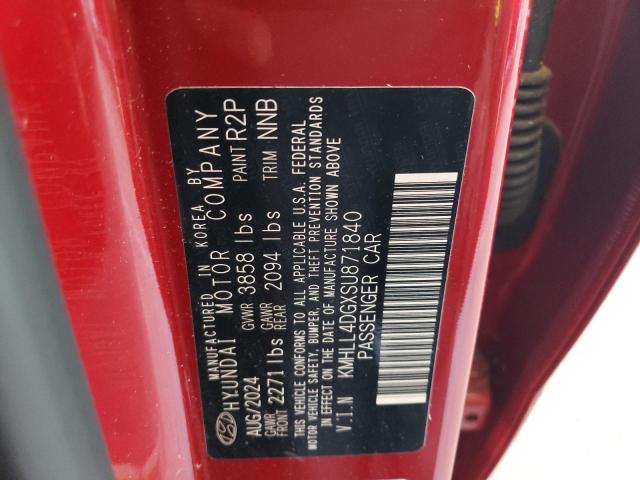 MANUFACTURED IN KOREA BY
HYUNDAI MOTOR COMPANY
AUG/2024 GVWR 3858 lbs PAINT R2P
GAWR FRONT 2271 lbs GAWR REAR 2094 lbs TRIM NNB
THIS VEHICLE CONFORMS TO ALL APPLICABLE U.S.A. FEDERAL
MOTOR VEHICLE SAFETY, BUMPER, AND THEFT PREVENTION STANDARDS
IN EFFECT ON THE DATE OF MANUFACTURE SHOWN ABOVE
V.I.N KMHLL4DGXSU871840
PASSENGER CAR